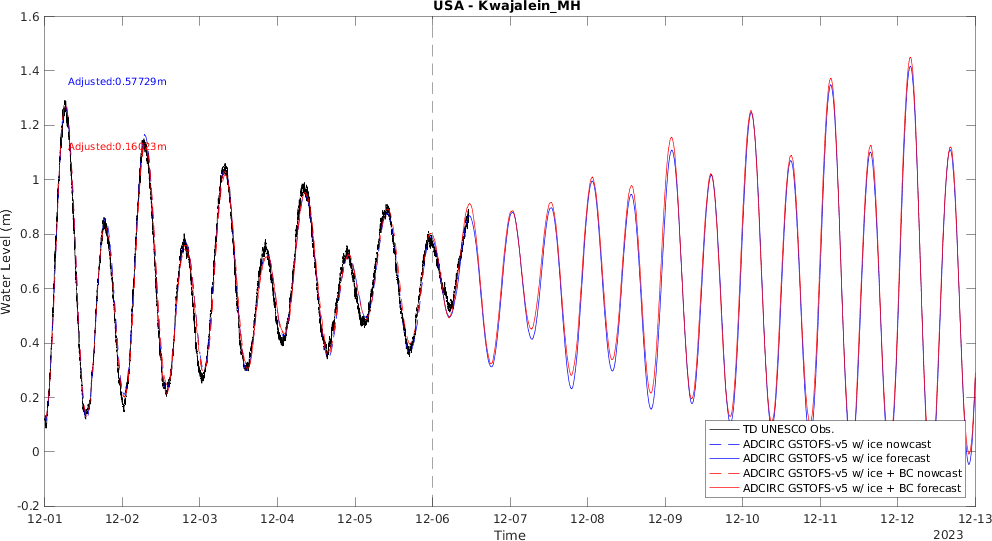 USA - Kwajalein_MH
1.6
1.4
1.2
1
0.8
0.6
0.4
0.2
0
-0.2
Water Level (m)
Adjusted:0.57729m
Adjusted:0.16023m
TD UNESCO Obs.
ADCIRC GSTOFS-v5 w/ ice nowcast
ADCIRC GSTOFS-v5 w/ ice forecast
ADCIRC GSTOFS-v5 w/ ice + BC nowcast
ADCIRC GSTOFS-v5 w/ ice + BC forecast
12-01 12-02 12-03 12-04 12-05 12-06 12-07 12-08 12-09 12-10 12-11 12-12 12-13
Time
2023